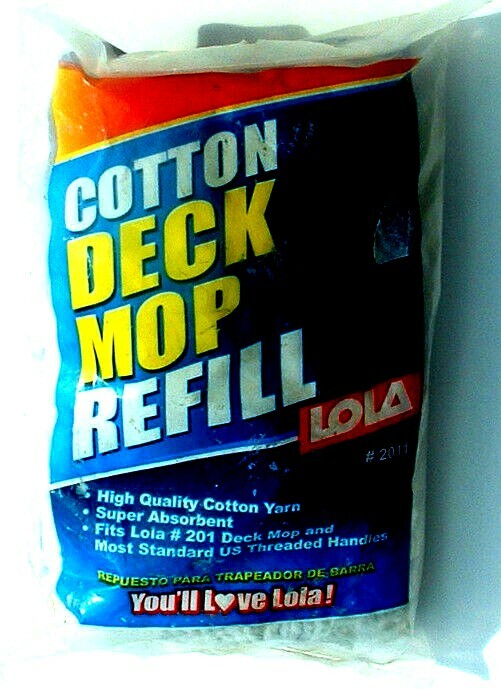 COTTON
DECK
MOP
REFILL
LOLA
# 2011
• High Quality Cotton Yarn
• Super Absorbent
• Fits Lola # 201 Deck Mop and
Most Standard US Threaded Handles
REPUESTO PARA TRAPEADOR DE BARRA
You'll L♥ve Lola!